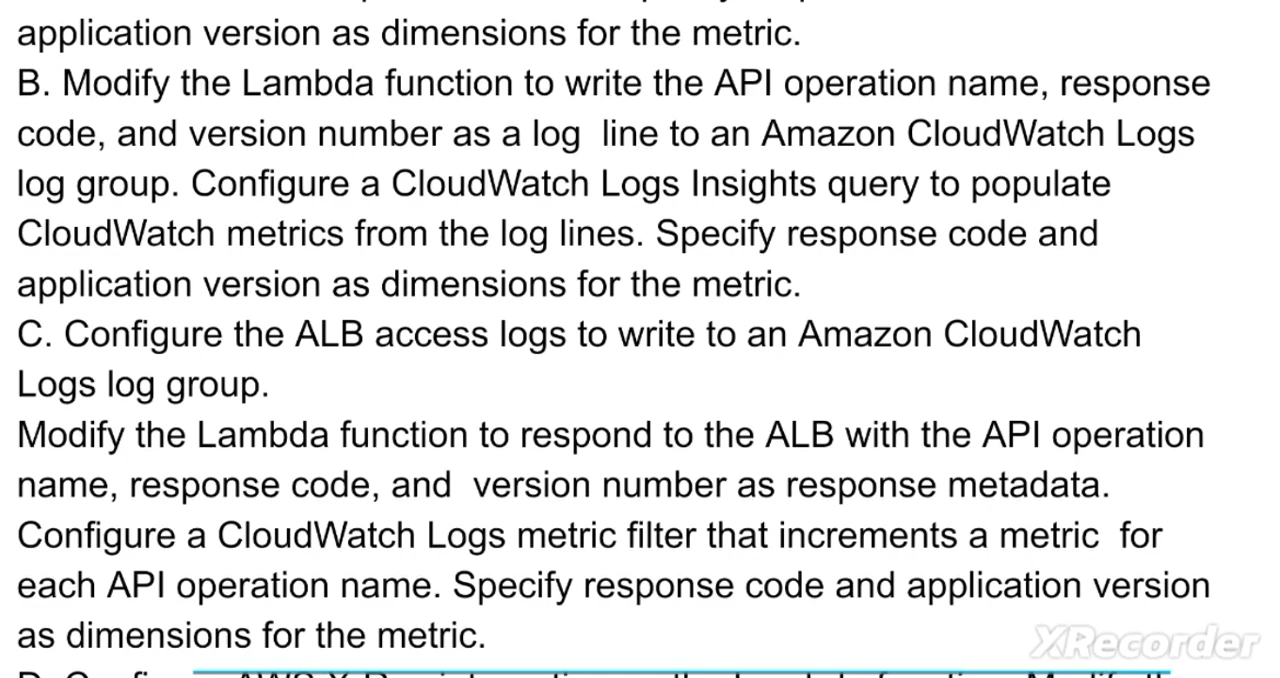 application version as dimensions for the metric.
B. Modify the Lambda function to write the API operation name, response
code, and version number as a log  line to an Amazon CloudWatch Logs
log group. Configure a CloudWatch Logs Insights query to populate
CloudWatch metrics from the log lines. Specify response code and
application version as dimensions for the metric.
C. Configure the ALB access logs to write to an Amazon CloudWatch
Logs log group.
Modify the Lambda function to respond to the ALB with the API operation
name, response code, and  version number as response metadata.
Configure a CloudWatch Logs metric filter that increments a metric  for
each API operation name. Specify response code and application version
as dimensions for the metric.
XRecorder